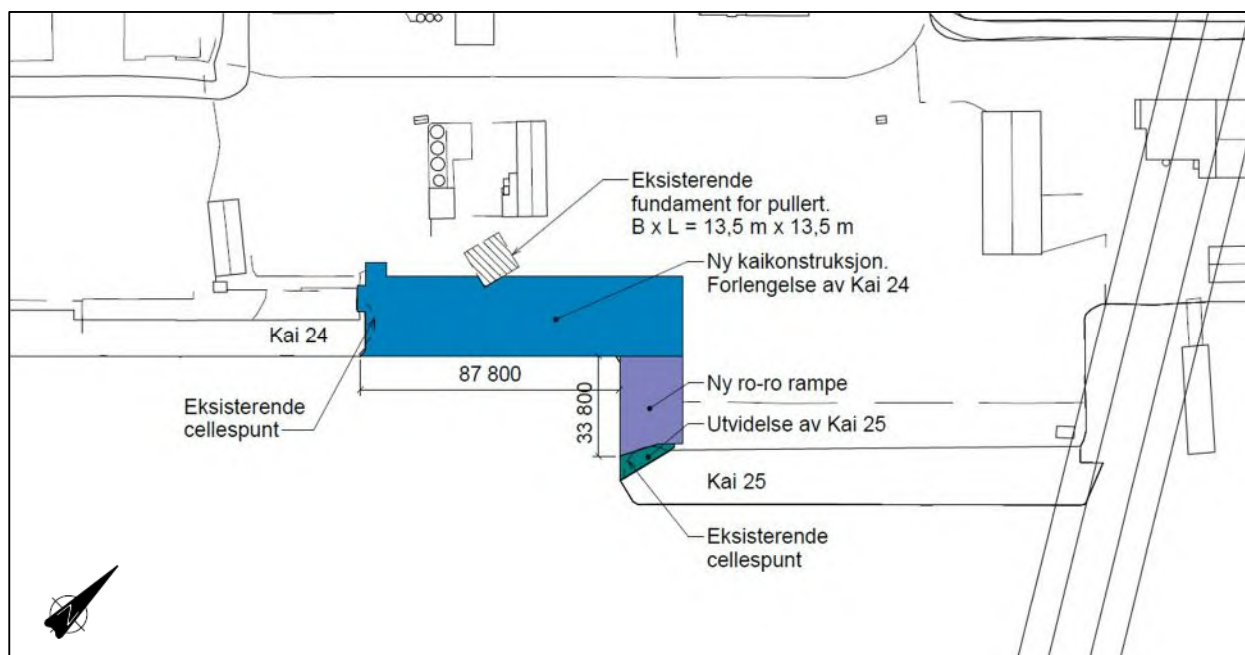 Eksisterende
fundament for pullert.
B x L = 13,5 m x 13,5 m
Ny kaikonstruksjon.
Forlengelse av Kai 24
Kai 24
87 800
Ny ro-ro rampe
33 800
Eksisterende
cellespunt
Utvidelse av Kai 25
Kai 25
Eksisterende
cellespunt
N